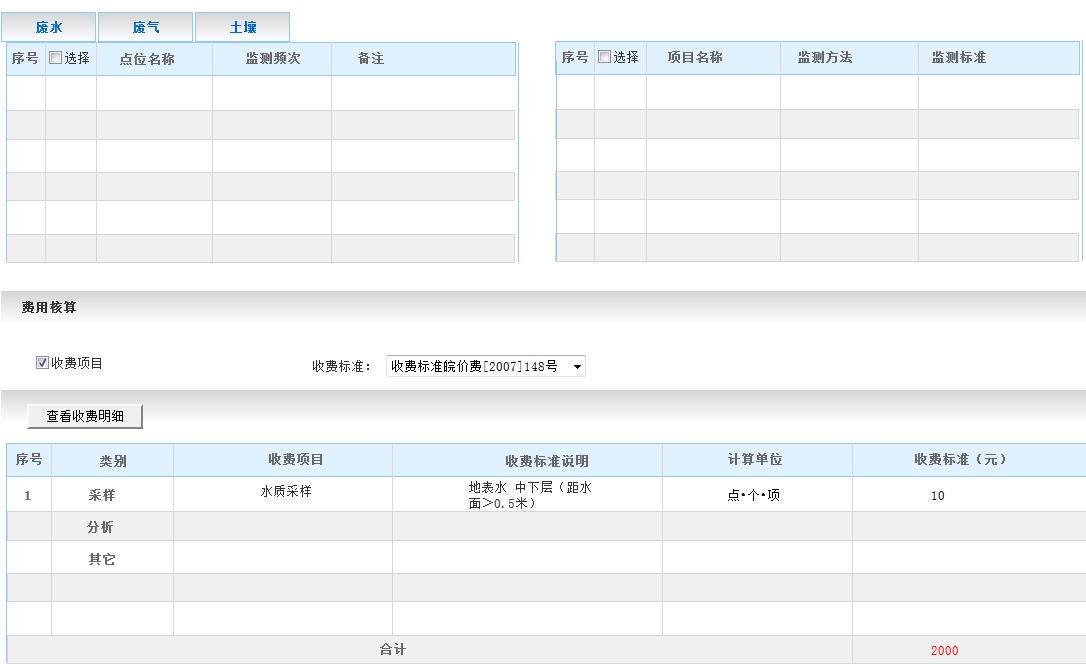 废水 废气 土壤
序号 选择 点位名称 监测频次 备注
序号 选择 项目名称 监测方法 监测标准
费用核算
收费项目 收费标准： 收费标准皖价费[2007]148号
查看收费明细
序号 类别 收费项目 收费标准说明 计算单位 收费标准（元）
1 采样 水质采样 地表水 中下层（距水
面＞0.5米） 点•个•项 10
分析
其它
合计 2000